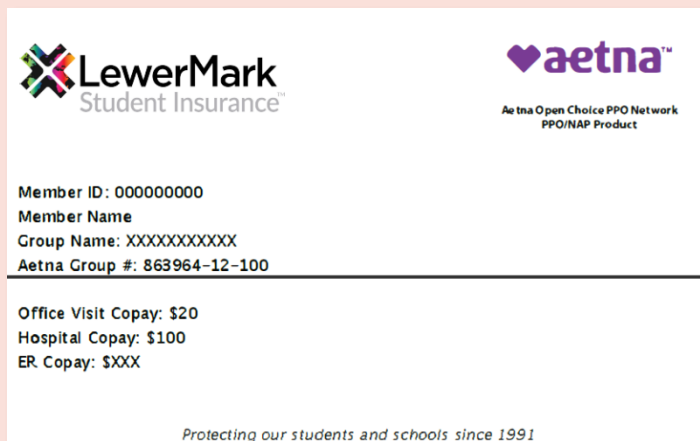 LewerMark
Student Insurance™
aetna™
Aetna Open Choice PPO Network
PPO/NAP Product
Member ID: 000000000
Member Name
Group Name: XXXXXXXXXXX
Aetna Group #: 863964-12-100
Office Visit Copay: $20
Hospital Copay: $100
ER Copay: $XXX
Protecting our students and schools since 1991